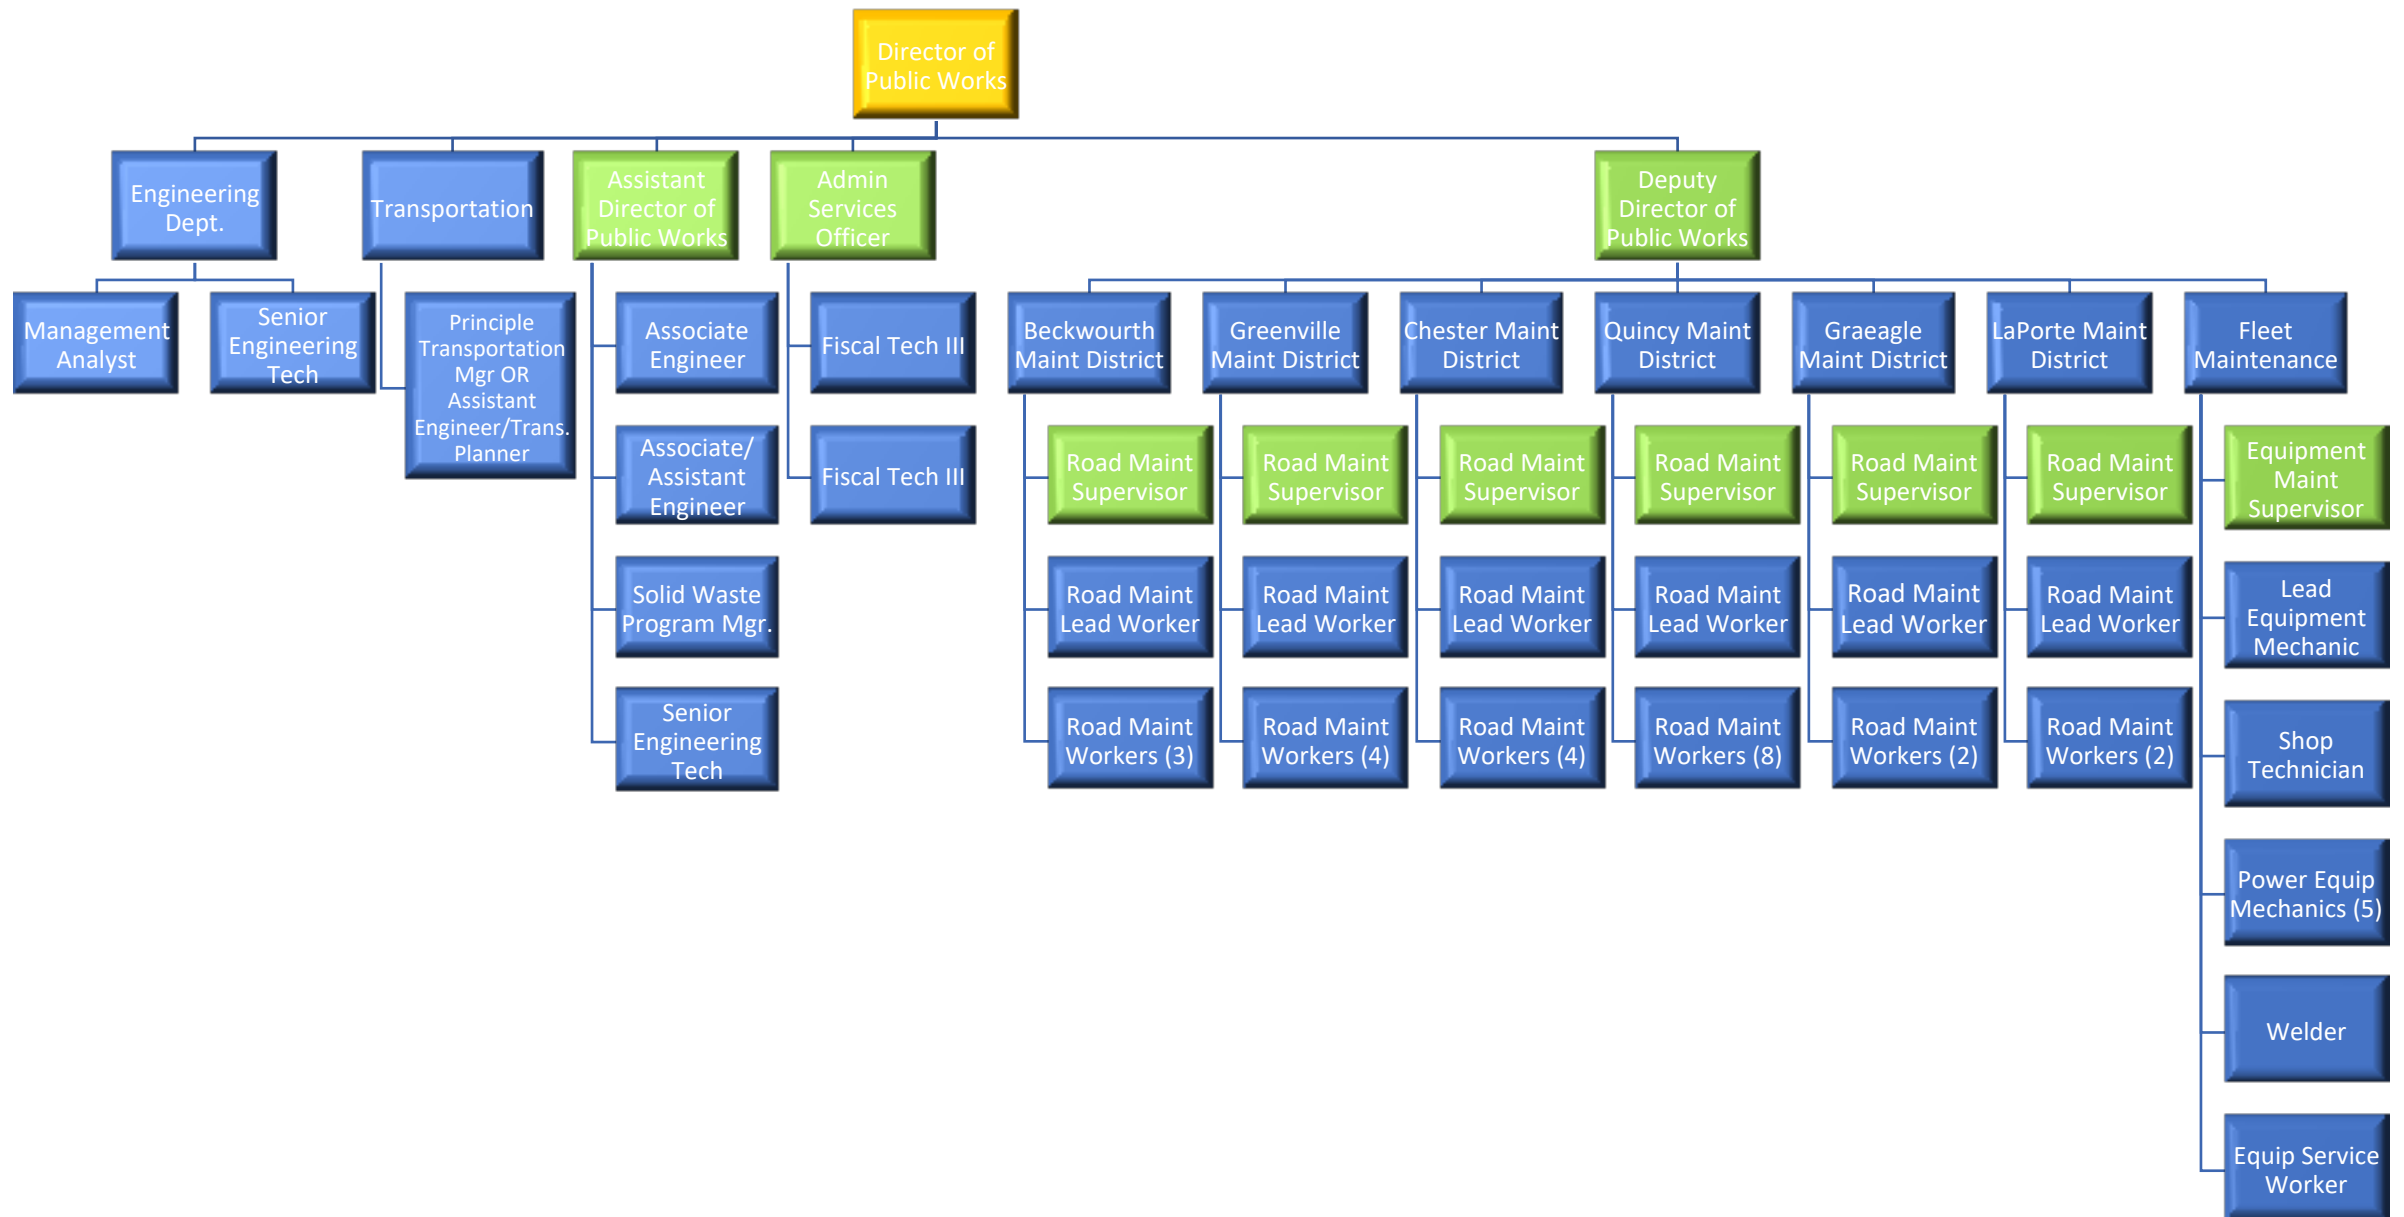 Director of
Public Works
Engineering
Dept.
Transportation
Assistant
Director of
Public Works
Admin
Services
Officer
Deputy
Director of
Public Works
Management
Analyst
Senior
Engineering
Tech
Principle
Transportation
Mgr OR
Assistant
Engineer/Trans.
Planner
Associate
Engineer
Associate/
Assistant
Engineer
Solid Waste
Program Mgr.
Senior
Engineering
Tech
Fiscal Tech III
Fiscal Tech III
Beckwourth
Maint District
Road Maint
Supervisor
Road Maint
Lead Worker
Road Maint
Workers (3)
Greenville
Maint District
Road Maint
Supervisor
Road Maint
Lead Worker
Road Maint
Workers (4)
Chester Maint
District
Road Maint
Supervisor
Road Maint
Lead Worker
Road Maint
Workers (4)
Quincy Maint
District
Road Maint
Supervisor
Road Maint
Lead Worker
Road Maint
Workers (8)
Graeagle
Maint District
Road Maint
Supervisor
Road Maint
Lead Worker
Road Maint
Workers (2)
LaPorte Maint
District
Road Maint
Supervisor
Road Maint
Lead Worker
Road Maint
Workers (2)
Fleet
Maintenance
Equipment
Maint
Supervisor
Lead
Equipment
Mechanic
Shop
Technician
Power Equip
Mechanics (5)
Welder
Equip Service
Worker